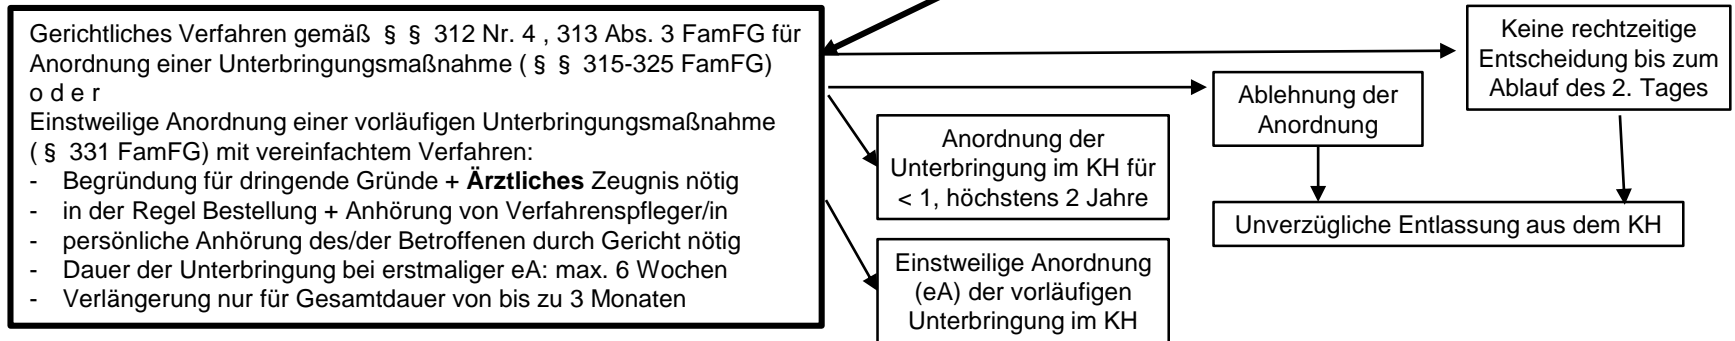 Gerichtliches Verfahren gemäß § § 312 Nr. 4 , 313 Abs. 3 FamFG für
Anordnung einer Unterbringungsmaßnahme ( § § 315-325 FamFG)
o d e r
Einstweilige Anordnung einer vorläufigen Unterbringungsmaßnahme
( § 331 FamFG) mit vereinfachtem Verfahren:
- Begründung für dringende Gründe + Ärztliches Zeugnis nötig
- in der Regel Bestellung + Anhörung von Verfahrenspfleger/in
- persönliche Anhörung des/der Betroffenen durch Gericht nötig
- Dauer der Unterbringung bei erstmaliger eA: max. 6 Wochen
- Verlängerung nur für Gesamtdauer von bis zu 3 Monaten
Anordnung der
Unterbringung im KH für
< 1, höchstens 2 Jahre
Einstweilige Anordnung
(eA) der vorläufigen
Unterbringung im KH
Ablehnung der
Anordnung
Keine rechtzeitige
Entscheidung bis zum
Ablauf des 2. Tages
Unverzügliche Entlassung aus dem KH